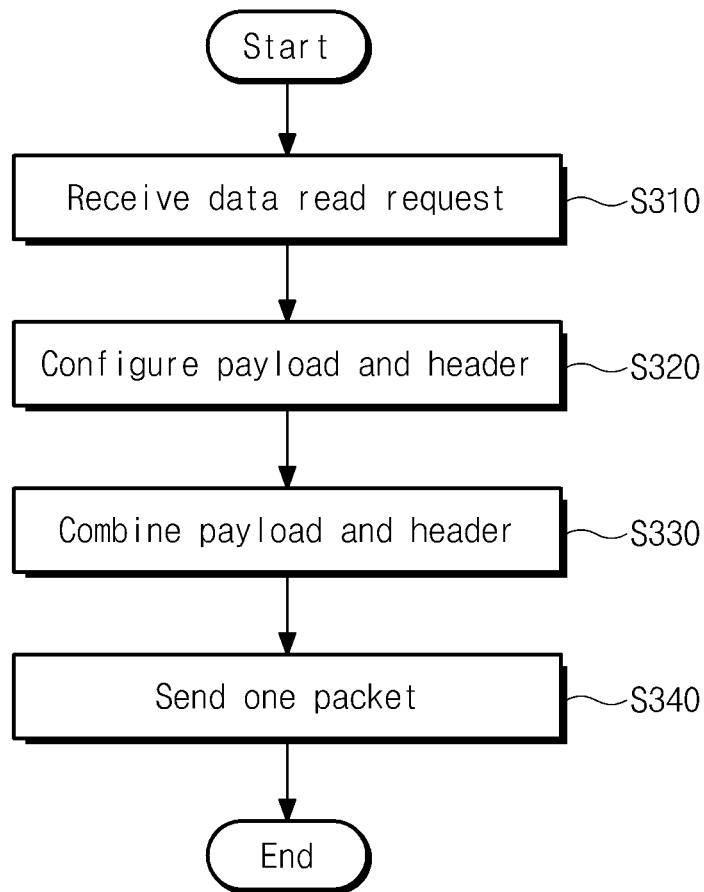 Start
Receive data read request
S310
Configure payload and header
S320
Combine payload and header
S330
Send one packet
S340
End